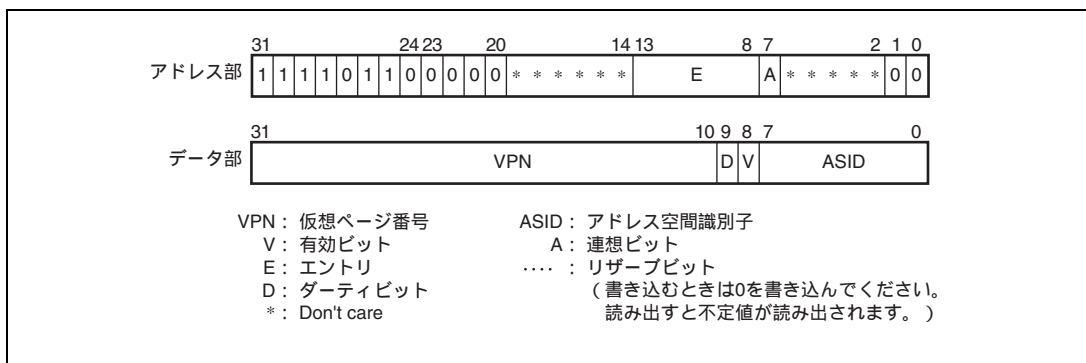 31 24 23 20 14 13 8 7 2 1 0
アドレス部 1 1 1 1 0 1 1 0 0 0 0 0 * * * * * * E A * * * * * 0 0
31 10 9 8 7 0
データ部 VPN D V ASID
VPN： 仮想ページ番号 ASID： アドレス空間識別子
V： 有効ビット A： 連想ビット
E： エントリ ‥‥ ： リザーブビット
D： ダーティビット （書き込むときは0を書き込んでください。
*： Don't care 読み出すと不定値が読み出されます。）